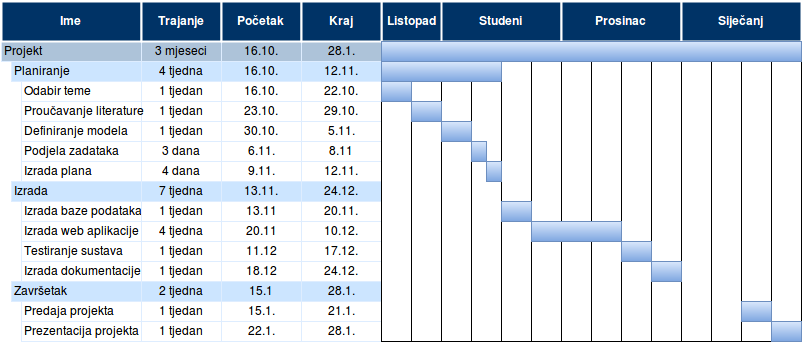 Ime Trajanje Početak Kraj Listopad Studeni Prosinac Siječanj
Projekt 3 mjeseci 16.10. 28.1.
Planiranje 4 tjedna 16.10. 12.11.
Odabir teme 1 tjedan 16.10. 22.10.
Proučavanje literature 1 tjedan 23.10. 29.10.
Definiranje modela 1 tjedan 30.10. 5.11.
Podjela zadataka 3 dana 6.11. 8.11
Izrada plana 4 dana 9.11. 12.11.
Izrada 7 tjedna 13.11. 24.12.
Izrada baze podataka 1 tjedan 13.11 20.11.
Izrada web aplikacije 4 tjedna 20.11 10.12.
Testiranje sustava 1 tjedan 11.12 17.12.
Izrada dokumentacije 1 tjedan 18.12 24.12.
Završetak 2 tjedna 15.1 28.1.
Predaja projekta 1 tjedan 15.1. 21.1.
Prezentacija projekta 1 tjedan 22.1. 28.1.